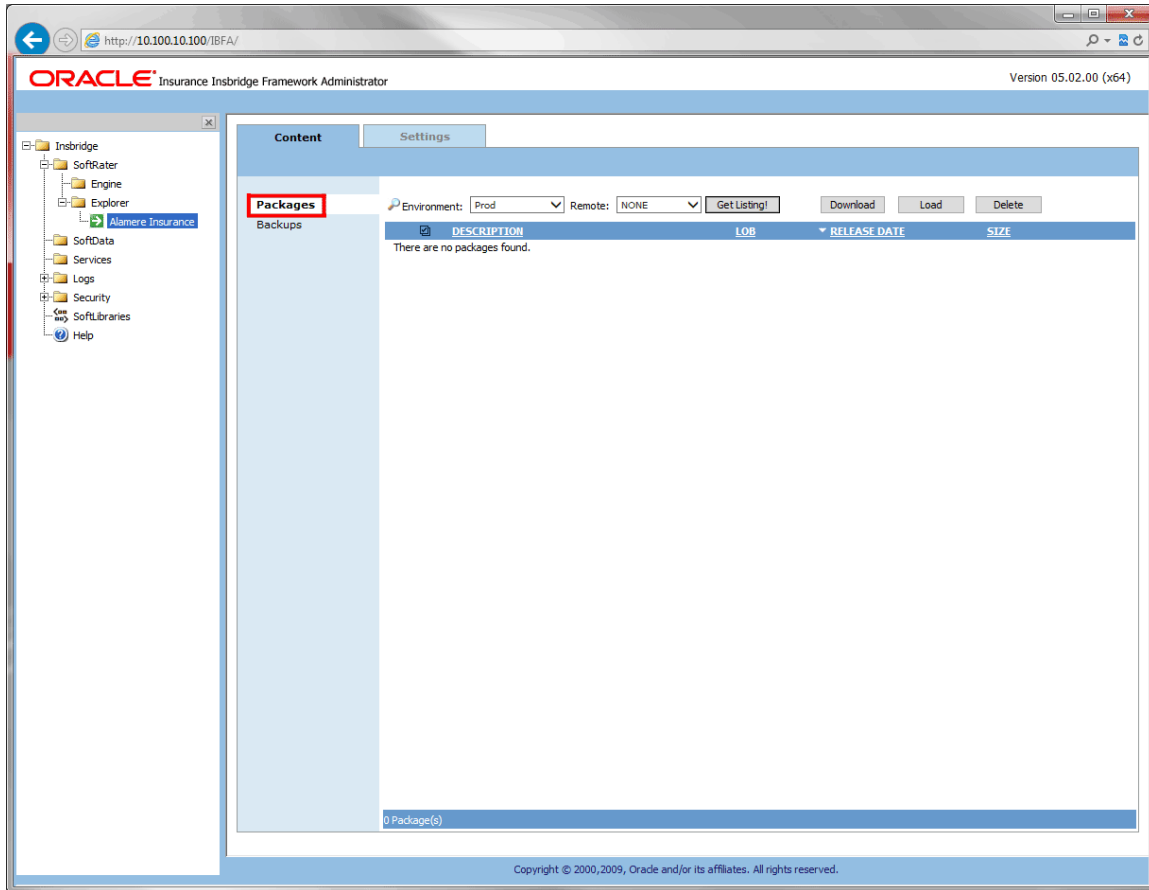 http://10.100.10.100/IBFA/
ORACLE Insurance Insbridge Framework Administrator
Version 05.02.00 (x64)
Insbridge
SoftRater
Engine
Explorer
Alamere Insurance
SoftData
Services
Logs
Security
SoftLibraries
Help
Content Settings
Packages
Backups
Environment: Prod Remote: NONE Get Listing! Download Load Delete
DESCRIPTION LOB RELEASE DATE SIZE
There are no packages found.
0 Package(s)
Copyright © 2000,2009, Oracle and/or its affiliates. All rights reserved.